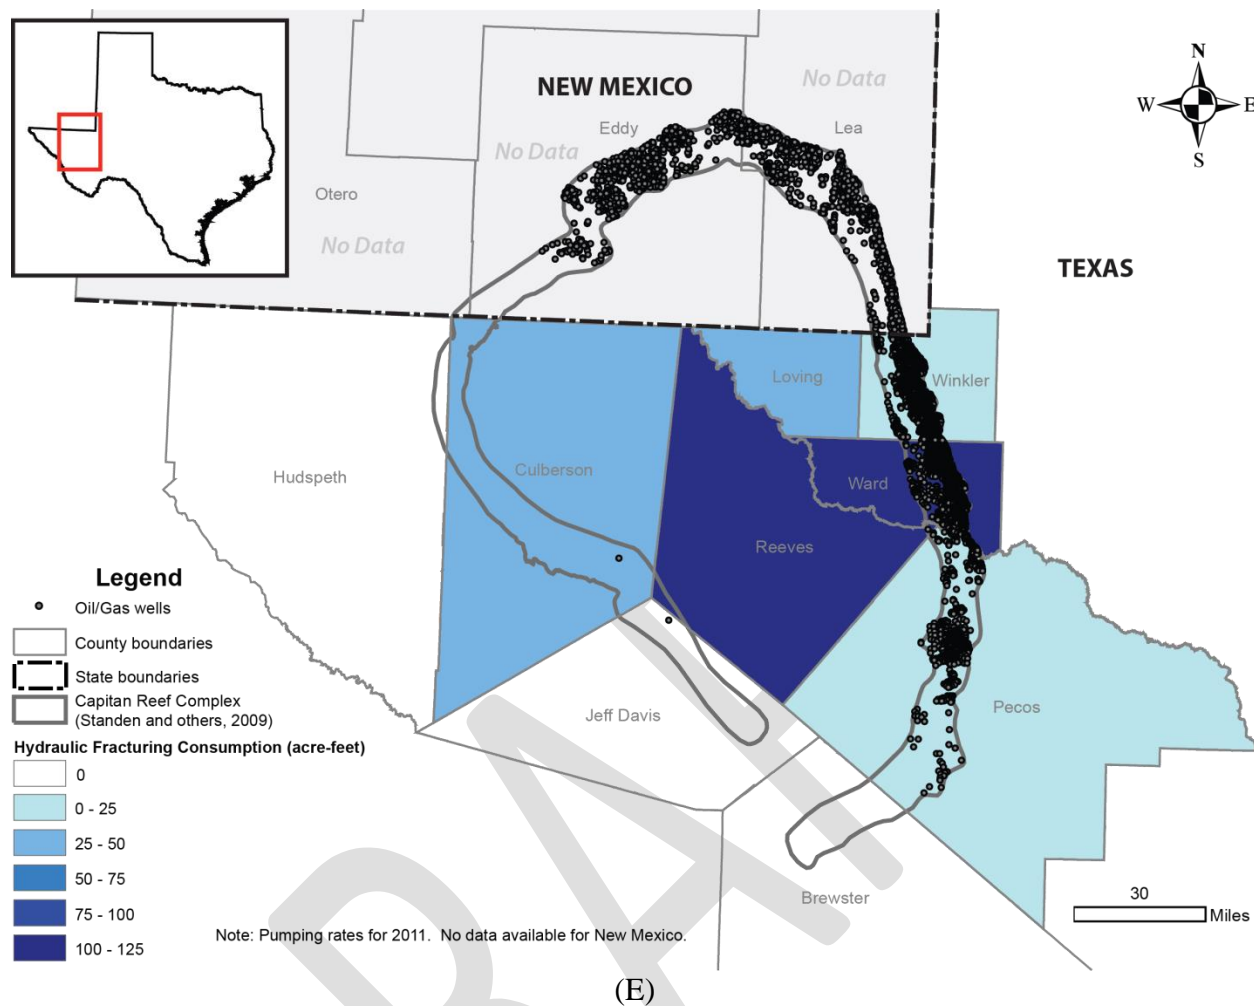 NEW MEXICO
No Data
N
W E
S
Eddy
Lea
No Data
Otero
No Data
TEXAS
Loving
Winkler
Hudspeth
Culberson
Ward
Reeves
Legend
Oil/Gas wells
County boundaries
State boundaries
Capitan Reef Complex
(Standen and others, 2009)
Hydraulic Fracturing Consumption (acre-feet)
0
0 - 25
25 - 50
50 - 75
75 - 100
100 - 125
Jeff Davis
Pecos
Brewster
30
Miles
Note: Pumping rates for 2011. No data available for New Mexico.
(E)